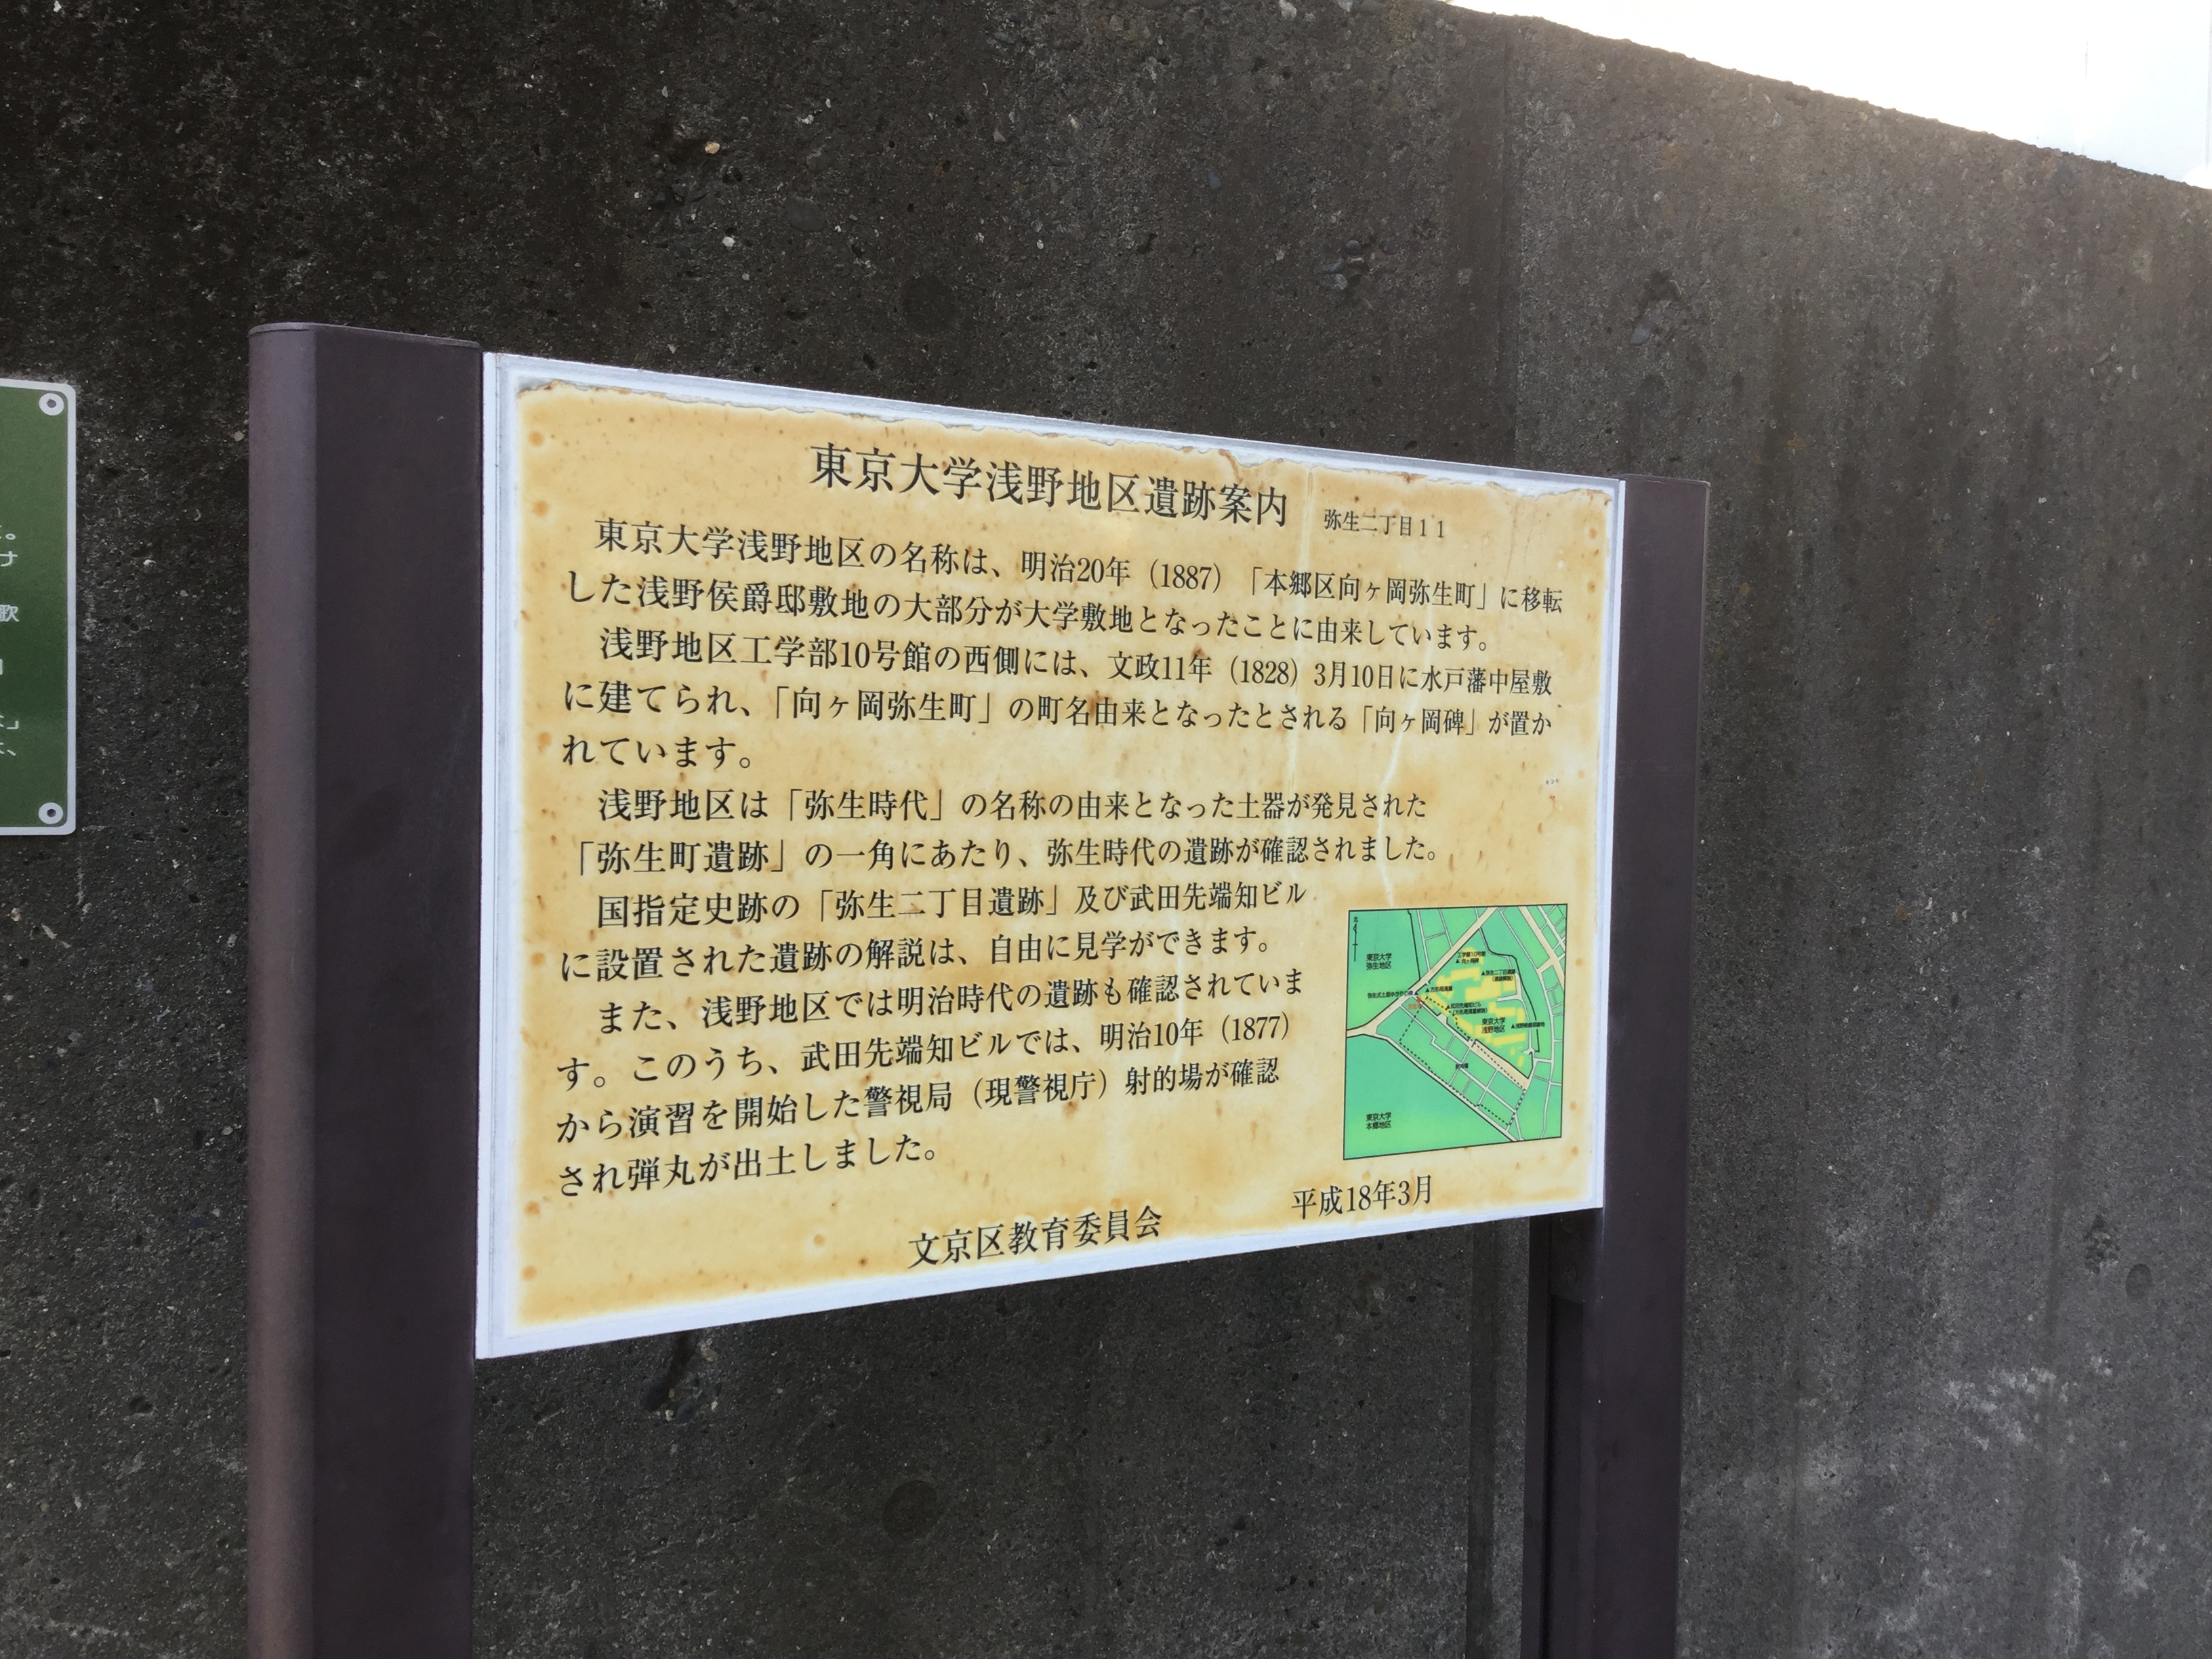 東京大学浅野地区遺跡案内 弥生二丁目11
東京大学浅野地区の名称は、明治20年（1887）「本郷区向ヶ岡弥生町」に移転
した浅野侯爵邸敷地の大部分が大学敷地となったことに由来しています。
浅野地区工学部10号館の西側には、文政11年（1828）3月10日に水戸藩中屋敷
に建てられ、「向ヶ岡弥生町」の町名由来となったとされる「向ヶ岡碑」が置か
れています。
浅野地区は「弥生時代」の名称の由来となった土器が発見された
「弥生町遺跡」の一角にあたり、弥生時代の遺跡が確認されました。
国指定史跡の「弥生二丁目遺跡」及び武田先端知ビル
に設置された遺跡の解説は、自由に見学ができます。
また、浅野地区では明治時代の遺跡も確認されていま
す。このうち、武田先端知ビルでは、明治10年（1877）
から演習を開始した警視局（現警視庁）射的場が確認
され弾丸が出土しました。
東京大学
弥生地区
東京大学
浅野地区
東京大学
本郷地区
文京区教育委員会 平成18年3月